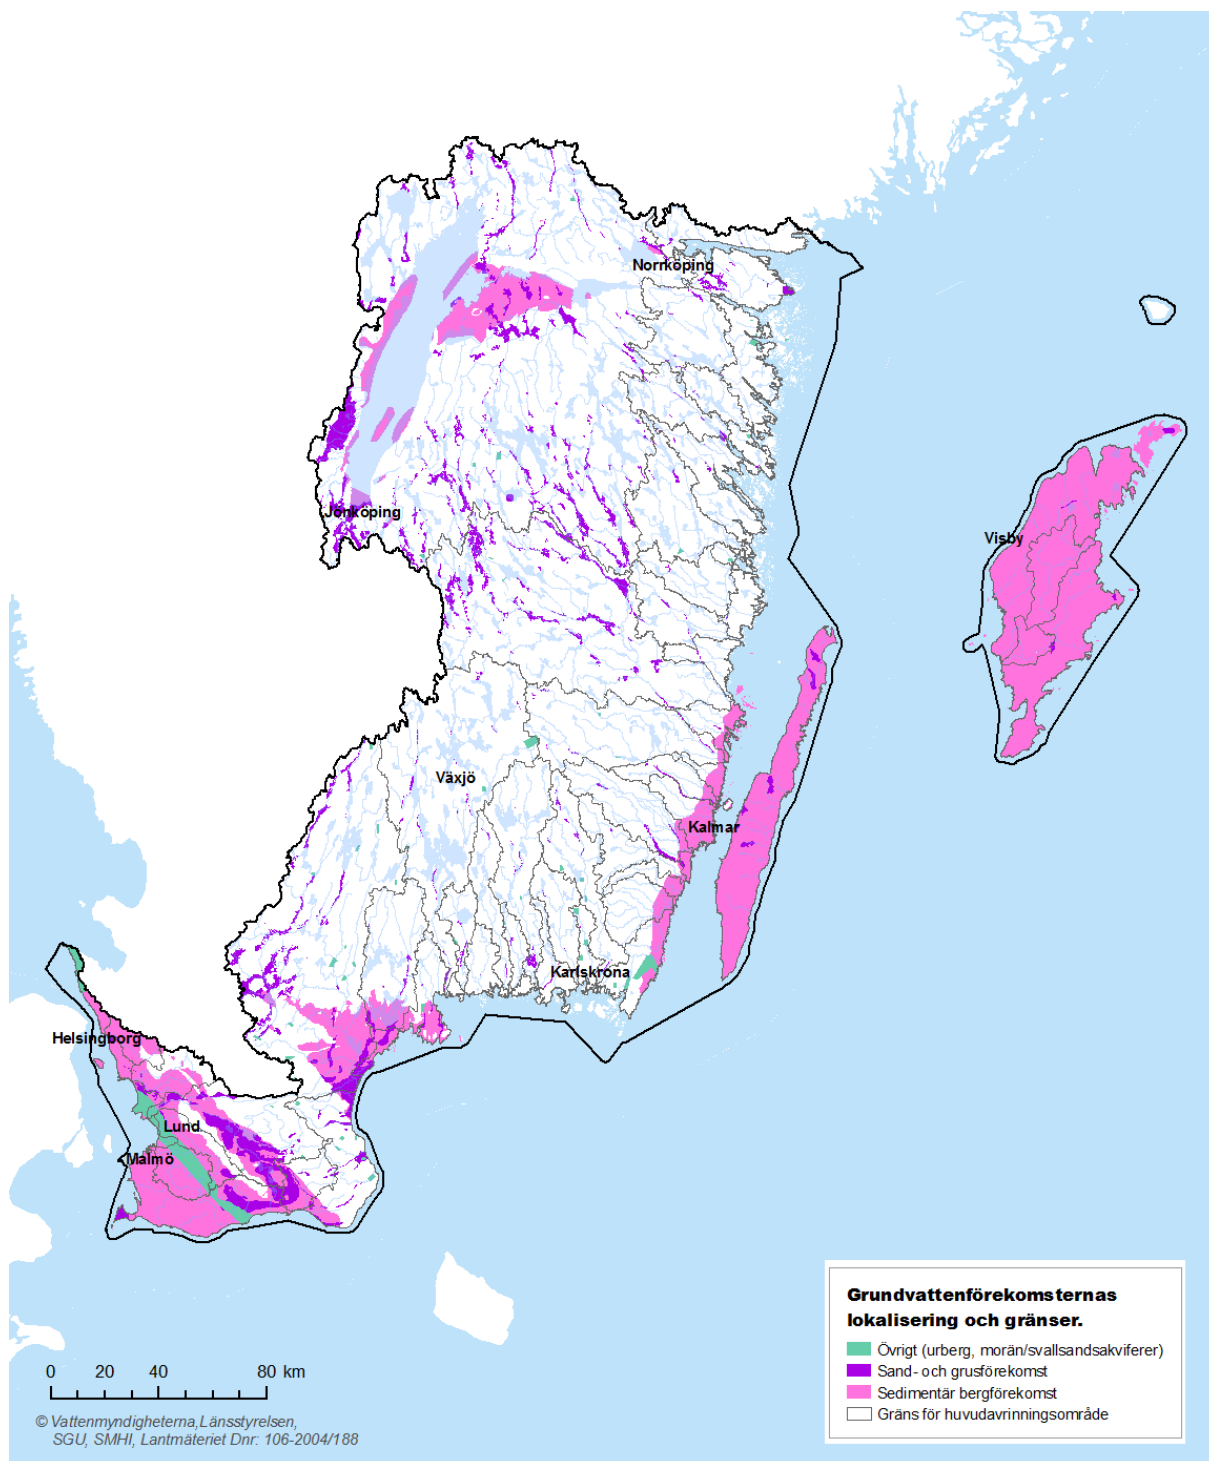 Norrköping
Jönköping
Visby
Växjö
Kalmar
Karlskrona
Helsingborg
Lund
Malmö
Grundvattenförekomsternas
lokalisering och gränser.
Övrigt (urberg, morän/svallsandsakviferer)
Sand- och grusförekomst
Sedimentär bergförekomst
Gräns för huvudavrinningsområde
0 20 40 80 km
© Vattenmyndigheterna,Länsstyrelsen,
SGU, SMHI, Lantmäteriet Dnr: 106-2004/188